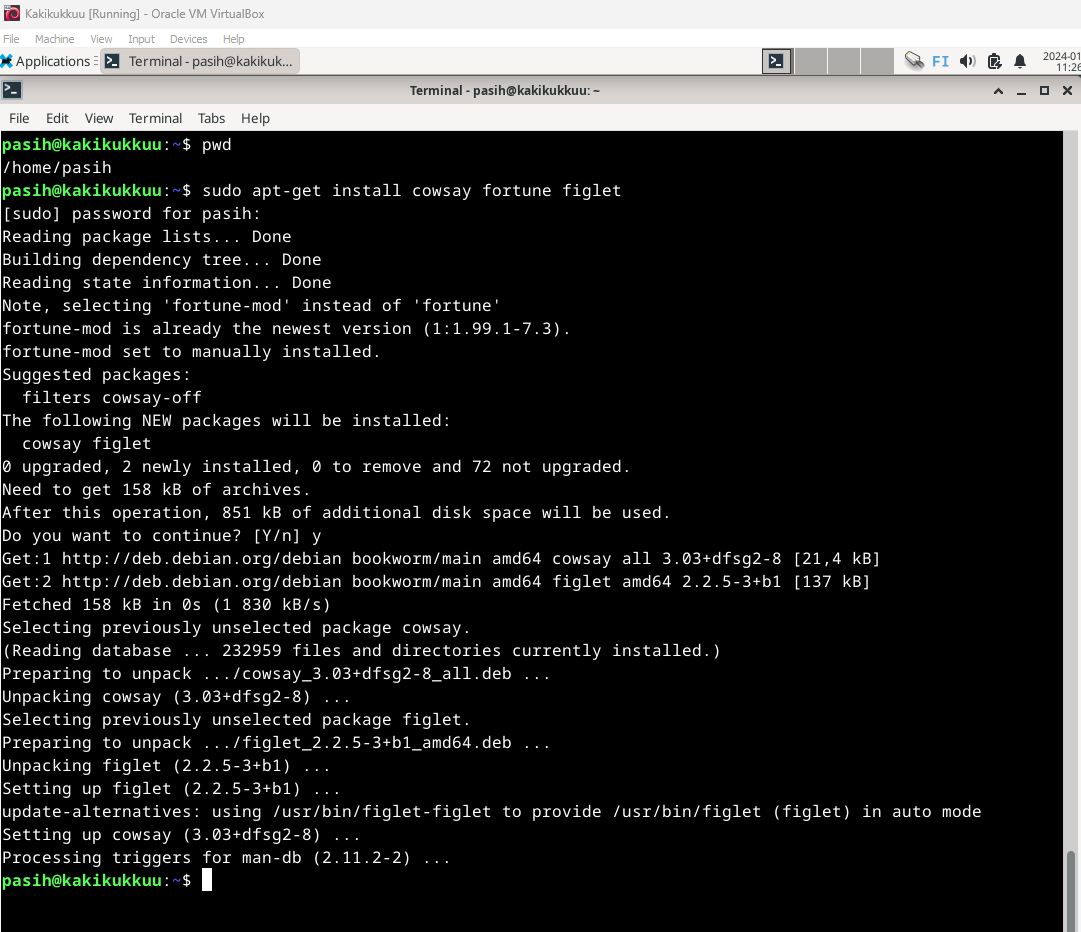 Kakikukkuu [Running] - Oracle VM VirtualBox
File Machine View Input Devices Help
Applications Terminal - pasih@kakikuk... FI 2024-01
11:26
Terminal - pasih@kakikukkuu: ~
File Edit View Terminal Tabs Help
pasih@kakikukkuu:~$ pwd
/home/pasih
pasih@kakikukkuu:~$ sudo apt-get install cowsay fortune figlet
[sudo] password for pasih:
Reading package lists... Done
Building dependency tree... Done
Reading state information... Done
Note, selecting 'fortune-mod' instead of 'fortune'
fortune-mod is already the newest version (1:1.99.1-7.3).
fortune-mod set to manually installed.
Suggested packages:
  filters cowsay-off
The following NEW packages will be installed:
  cowsay figlet
0 upgraded, 2 newly installed, 0 to remove and 72 not upgraded.
Need to get 158 kB of archives.
After this operation, 851 kB of additional disk space will be used.
Do you want to continue? [Y/n] y
Get:1 http://deb.debian.org/debian bookworm/main amd64 cowsay all 3.03+dfsg2-8 [21,4 kB]
Get:2 http://deb.debian.org/debian bookworm/main amd64 figlet amd64 2.2.5-3+b1 [137 kB]
Fetched 158 kB in 0s (1 830 kB/s)
Selecting previously unselected package cowsay.
(Reading database ... 232959 files and directories currently installed.)
Preparing to unpack .../cowsay_3.03+dfsg2-8_all.deb ...
Unpacking cowsay (3.03+dfsg2-8) ...
Selecting previously unselected package figlet.
Preparing to unpack .../figlet_2.2.5-3+b1_amd64.deb ...
Unpacking figlet (2.2.5-3+b1) ...
Setting up figlet (2.2.5-3+b1) ...
update-alternatives: using /usr/bin/figlet-figlet to provide /usr/bin/figlet (figlet) in auto mode
Setting up cowsay (3.03+dfsg2-8) ...
Processing triggers for man-db (2.11.2-2) ...
pasih@kakikukkuu:~$